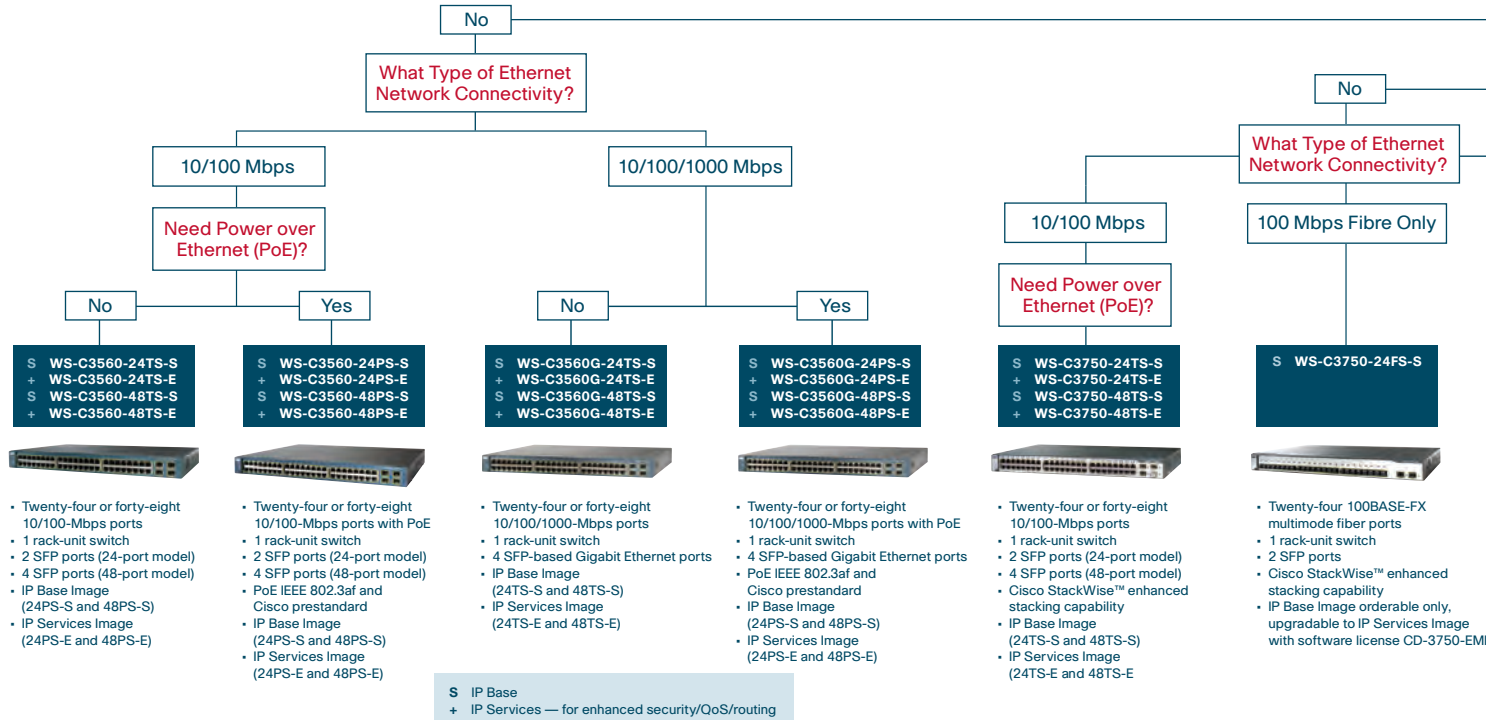 No
What Type of Ethernet
Network Connectivity?
10/100 Mbps
10/100/1000 Mbps
Need Power over
Ethernet (PoE)?
No
Yes
No
Yes
No
What Type of Ethernet
Network Connectivity?
10/100 Mbps
100 Mbps Fibre Only
Need Power over
Ethernet (PoE)?
S WS-C3560-24TS-S
+ WS-C3560-24TS-E
S WS-C3560-48TS-S
+ WS-C3560-48TS-E
• Twenty-four or forty-eight
10/100-Mbps ports
• 1 rack-unit switch
• 2 SFP ports (24-port model)
• 4 SFP ports (48-port model)
• IP Base Image
(24PS-S and 48PS-S)
• IP Services Image
(24PS-E and 48PS-E)
S WS-C3560-24PS-S
+ WS-C3560-24PS-E
S WS-C3560-48PS-S
+ WS-C3560-48PS-E
• Twenty-four or forty-eight
10/100-Mbps ports with PoE
• 1 rack-unit switch
• 2 SFP ports (24-port model)
• 4 SFP ports (48-port model)
• PoE IEEE 802.3af and
Cisco prestandard
• IP Base Image
(24PS-S and 48PS-S)
• IP Services Image
(24PS-E and 48PS-E)
S WS-C3560G-24TS-S
+ WS-C3560G-24TS-E
S WS-C3560G-48TS-S
+ WS-C3560G-48TS-E
• Twenty-four or forty-eight
10/100/1000-Mbps ports
• 1 rack-unit switch
• 4 SFP-based Gigabit Ethernet ports
• IP Base Image
(24TS-S and 48TS-S)
• IP Services Image
(24TS-E and 48TS-E)
S WS-C3560G-24PS-S
+ WS-C3560G-24PS-E
S WS-C3560G-48PS-S
+ WS-C3560G-48PS-E
• Twenty-four or forty-eight
10/100/1000-Mbps ports with PoE
• 1 rack-unit switch
• 4 SFP-based Gigabit Ethernet ports
• PoE IEEE 802.3af and
Cisco prestandard
• IP Base Image
(24PS-S and 48PS-S)
• IP Services Image
(24PS-E and 48PS-E)
S WS-C3750-24TS-S
+ WS-C3750-24TS-E
S WS-C3750-48TS-S
+ WS-C3750-48TS-E
• Twenty-four or forty-eight
10/100-Mbps ports
• 1 rack-unit switch
• 2 SFP ports (24-port model)
• 4 SFP ports (48-port model)
• Cisco StackWise™ enhanced
stacking capability
• IP Base Image
(24TS-S and 48TS-S)
• IP Services Image
(24TS-E and 48TS-E
S WS-C3750-24FS-S
• Twenty-four 100BASE-FX
multimode fiber ports
• 1 rack-unit switch
• 2 SFP ports
• Cisco StackWise™ enhanced
stacking capability
• IP Base Image orderable only,
upgradable to IP Services Image
with software license CD-3750-EMI
S IP Base
+ IP Services — for enhanced security/QoS/routing